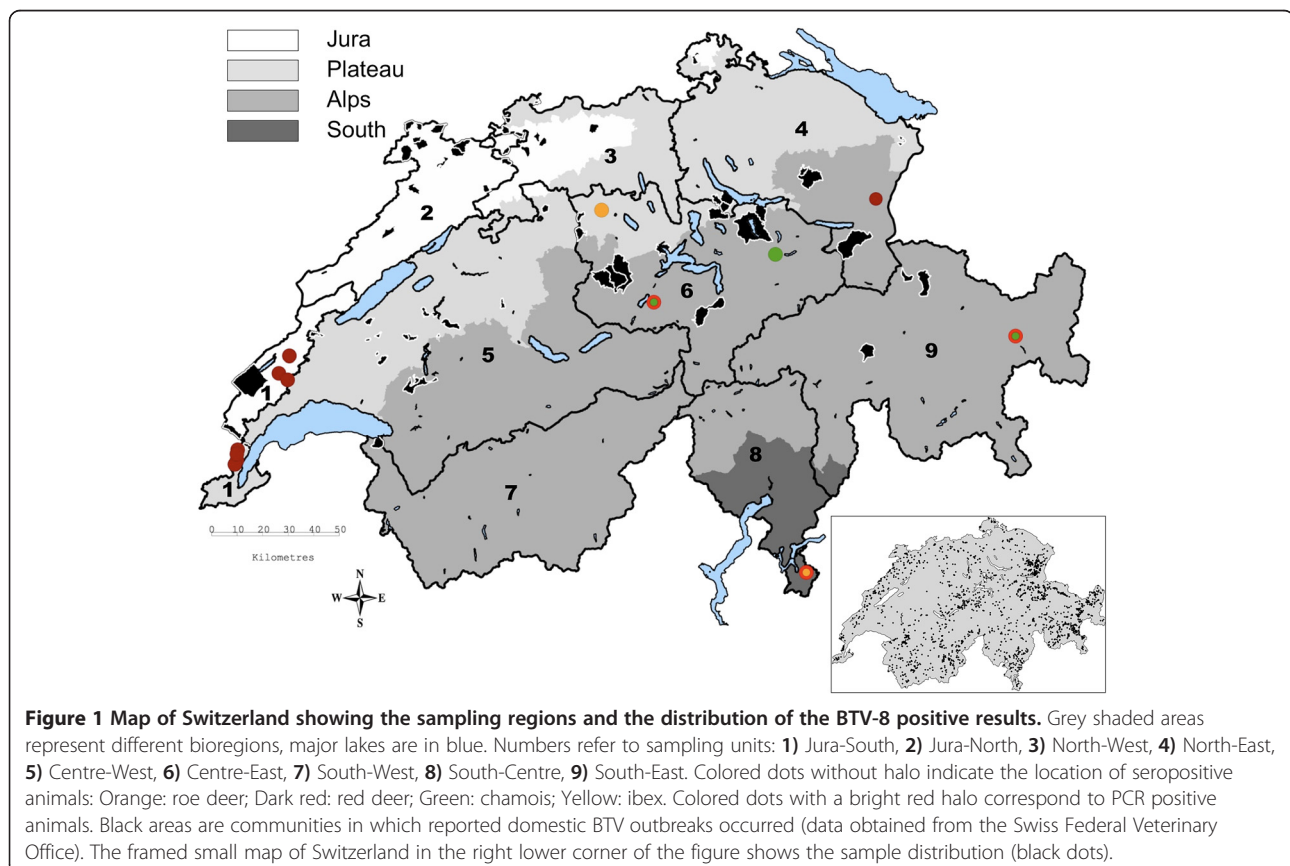 Jura
Plateau
Alps
South
4
3
2
6
5
9
1
8
1
7
0 10 20 30 40 50
Kilometres
N
W E
S
Figure 1 Map of Switzerland showing the sampling regions and the distribution of the BTV-8 positive results. Grey shaded areas
represent different bioregions, major lakes are in blue. Numbers refer to sampling units: 1) Jura-South, 2) Jura-North, 3) North-West, 4) North-East,
5) Centre-West, 6) Centre-East, 7) South-West, 8) South-Centre, 9) South-East. Colored dots without halo indicate the location of seropositive
animals: Orange: roe deer; Dark red: red deer; Green: chamois; Yellow: ibex. Colored dots with a bright red halo correspond to PCR positive
animals. Black areas are communities in which reported domestic BTV outbreaks occurred (data obtained from the Swiss Federal Veterinary
Office). The framed small map of Switzerland in the right lower corner of the figure shows the sample distribution (black dots).